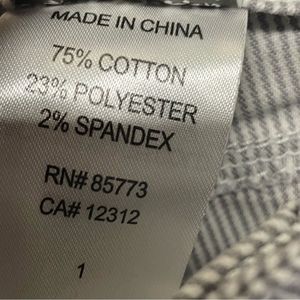 MADE IN CHINA
75% COTTON
23% POLYESTER
2% SPANDEX
RN# 85773
CA# 12312
1